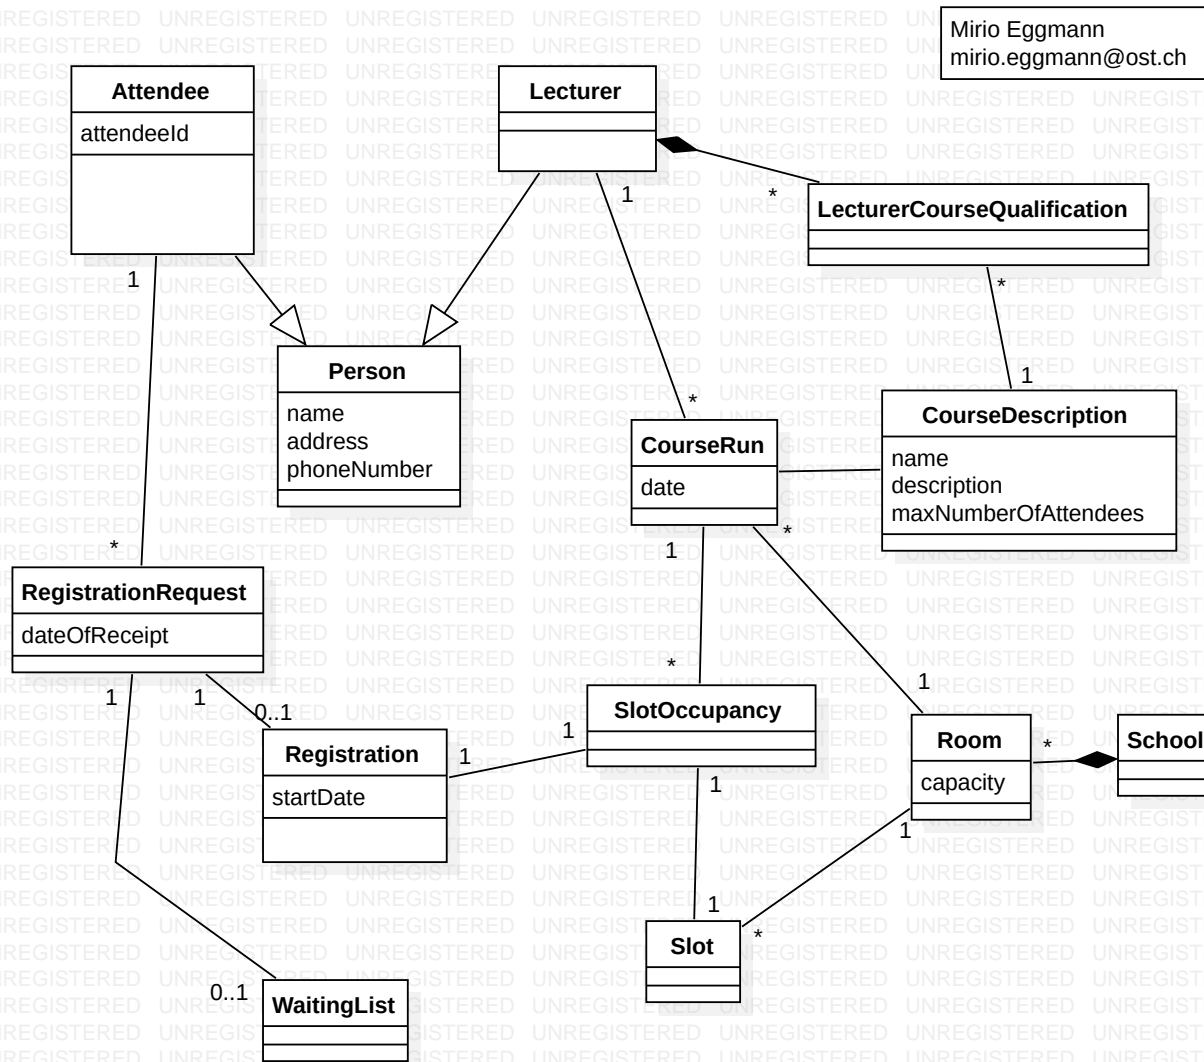 Mirio Eggmann
mirio.eggmann@ost.ch
Attendee
attendeeId
Lecturer
1
*
LecturerCourseQualification
1
*
Person
name
address
phoneNumber
1
*
CourseRun
date
CourseDescription
name
description
maxNumberOfAttendees
*
1
*
RegistrationRequest
dateOfReceipt
*
1
1
1
0..1
SlotOccupancy
1
Registration
startDate
1
1
Room
capacity
*
School
1
1
1
Slot
*
0..1
WaitingList
UNREGISTERED